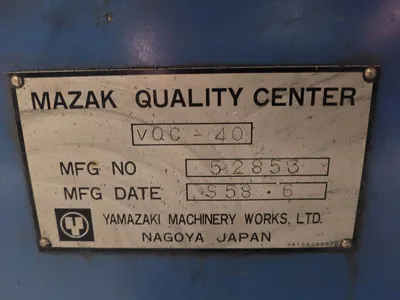 MAZAK QUALITY CENTER
VQC - 40
MFG NO 52853
MFG DATE S58 . 6
YAMAZAKI MACHINERY WORKS, LTD.
NAGOYA JAPAN